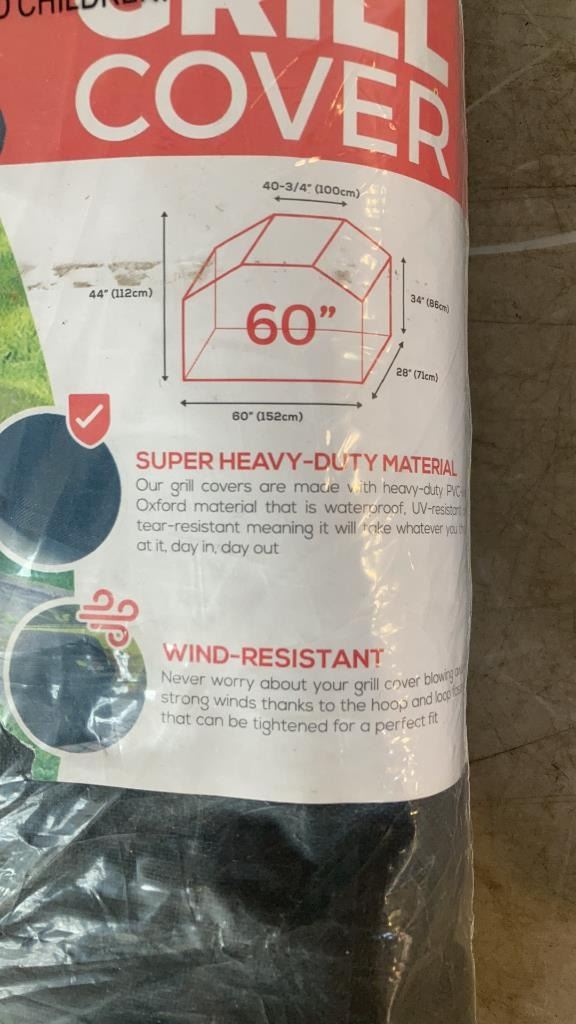 CHILDREN.
GRILL
COVER
40-3/4" (100cm)
44" (112cm)
34" (86cm)
60”
28" (71cm)
60" (152cm)
SUPER HEAVY-DUTY MATERIAL
Our grill covers are made with heavy-duty
Oxford material that is waterproof, UV-resistant
tear-resistant meaning it will take whatever you
at it, day in, day out
WIND-RESISTANT
Never worry about your grill cover blowing
strong winds thanks to the hoop and loop
that can be tightened for a perfect fit